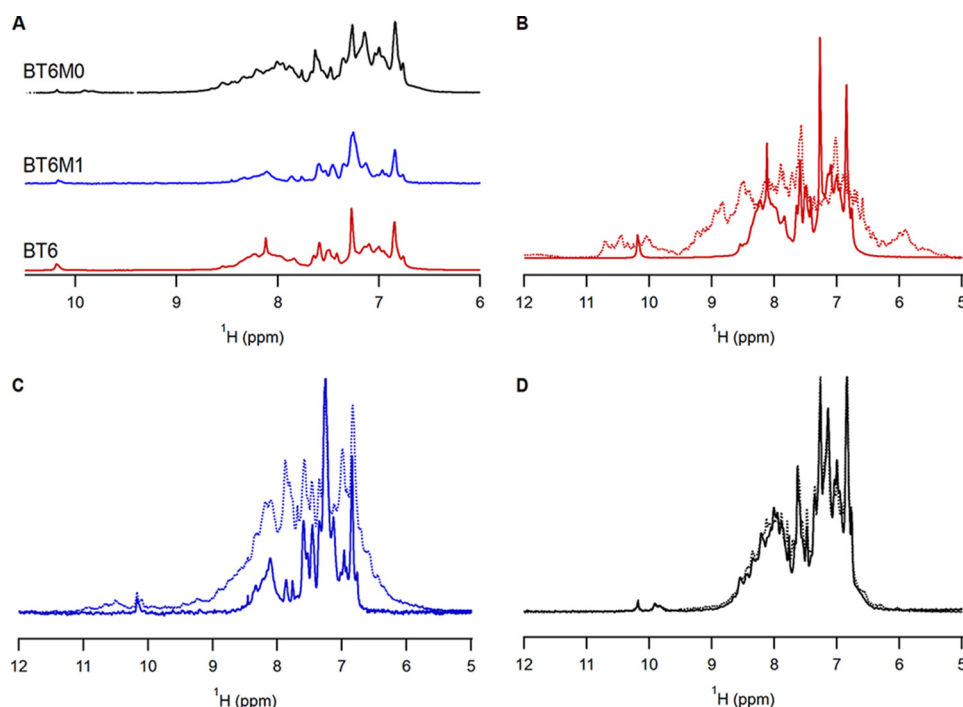 A
BT6M0
BT6M1
BT6
10 9 8 7 6
¹H (ppm)
B
12 11 10 9 8 7 6 5
¹H (ppm)
C
12 11 10 9 8 7 6 5
¹H (ppm)
D
12 11 10 9 8 7 6 5
¹H (ppm)